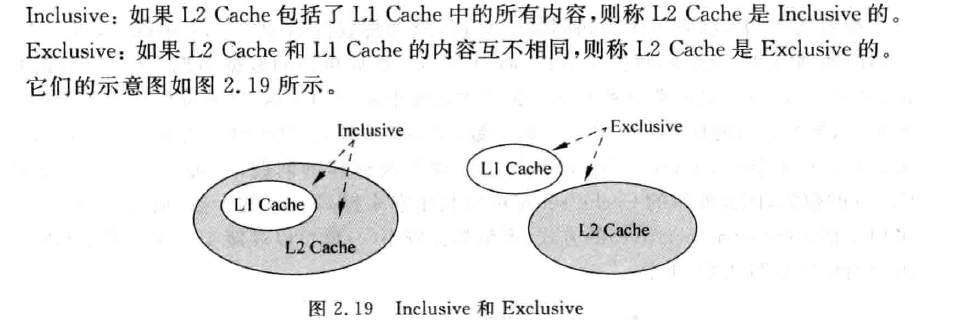 Inclusive：如果 L2 Cache 包括了 L1 Cache 中的所有内容,则称 L2 Cache 是 Inclusive 的。
Exclusive：如果 L2 Cache 和 L1 Cache 的内容互不相同,则称 L2 Cache 是 Exclusive 的。
它们的示意图如图 2.19 所示。
Inclusive
Exclusive
L1 Cache
L1 Cache
L2 Cache
L2 Cache
图 2.19 Inclusive 和 Exclusive